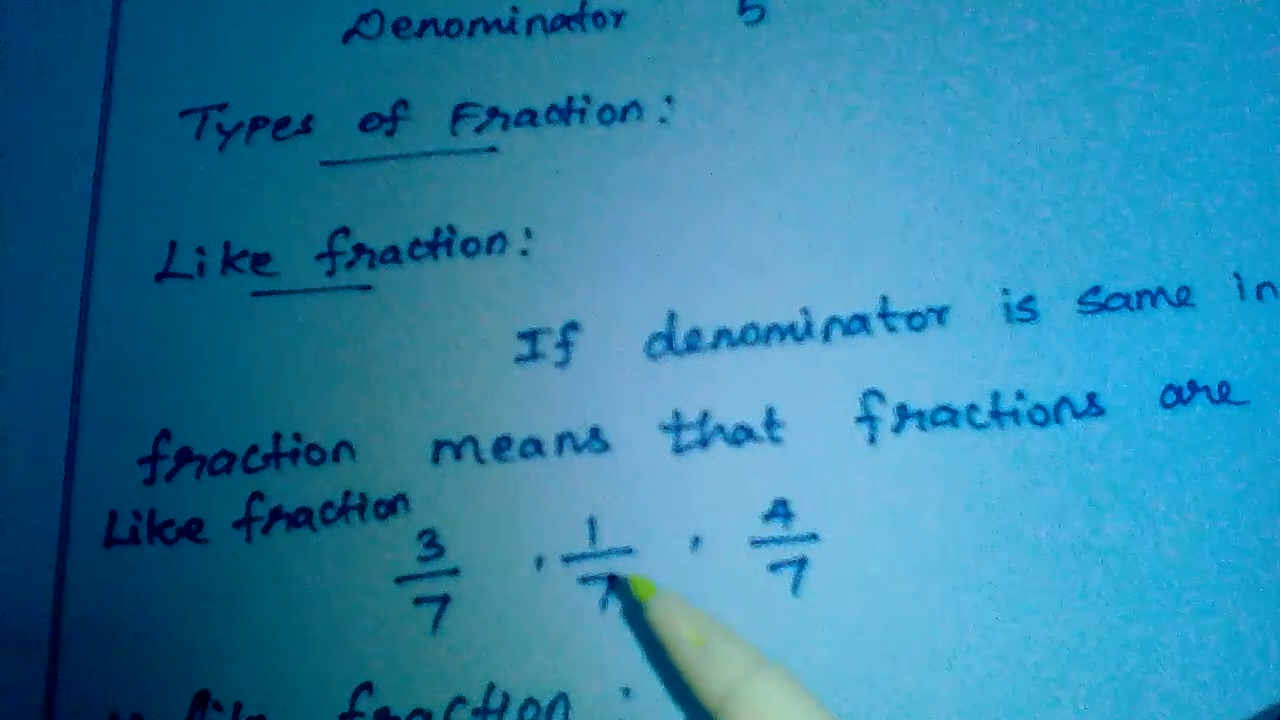 Denominator 5
Types of Fraction:
Like fraction:
If denominator is same in
fraction means that fractions are
Like fraction
3/7 , 1/7 , 4/7
fraction :